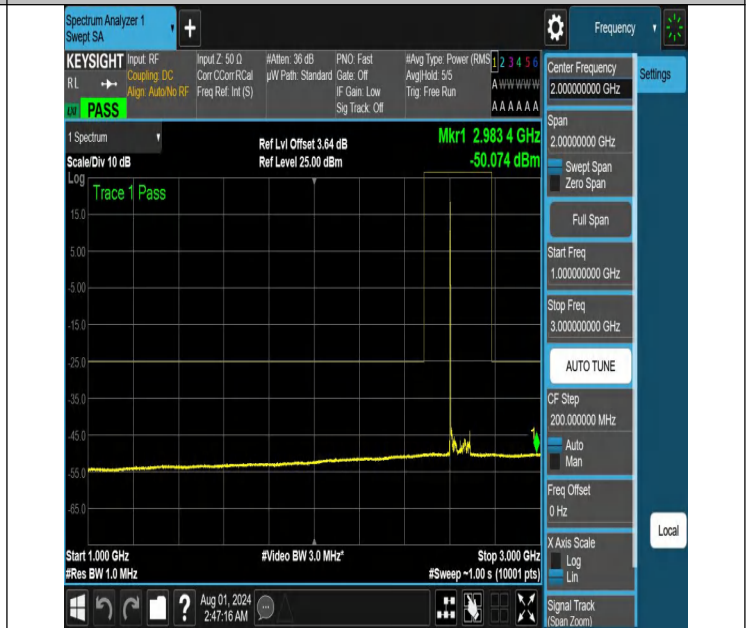 Spectrum Analyzer 1
Swept SA
+
Frequency
KEYSIGHT
RL
LXI
PASS
Input: RF
Coupling: DC
Align: Auto/No RF
Input Z: 50 Ω
Corr CCorr RCal
Freq Ref: Int (S)
#Atten: 36 dB
µW Path: Standard
PNO: Fast
Gate: Off
IF Gain: Low
Sig Track: Off
#Avg Type: Power (RMS
Avg|Hold: 5/5
Trig: Free Run
1 2 3 4 5 6
A W W W W W
A A A A A A
1 Spectrum
Scale/Div 10 dB
Ref Lvl Offset 3.64 dB
Ref Level 25.00 dBm
Mkr1 2.983 4 GHz
-50.074 dBm
Log
Trace 1 Pass
15.0
5.00
-5.00
-15.0
-25.0
-35.0
-45.0
-55.0
-65.0
1
Start 1.000 GHz
#Res BW 1.0 MHz
#Video BW 3.0 MHz*
Stop 3.000 GHz
#Sweep ~1.00 s (10001 pts)
Center Frequency
2.000000000 GHz
Span
2.00000000 GHz
Swept Span
Zero Span
Full Span
Start Freq
1.000000000 GHz
Stop Freq
3.000000000 GHz
AUTO TUNE
CF Step
200.000000 MHz
Auto
Man
Freq Offset
0 Hz
X Axis Scale
Log
Lin
Signal Track
(Span Zoom)
Settings
Local
?
Aug 01, 2024
2:47:16 AM